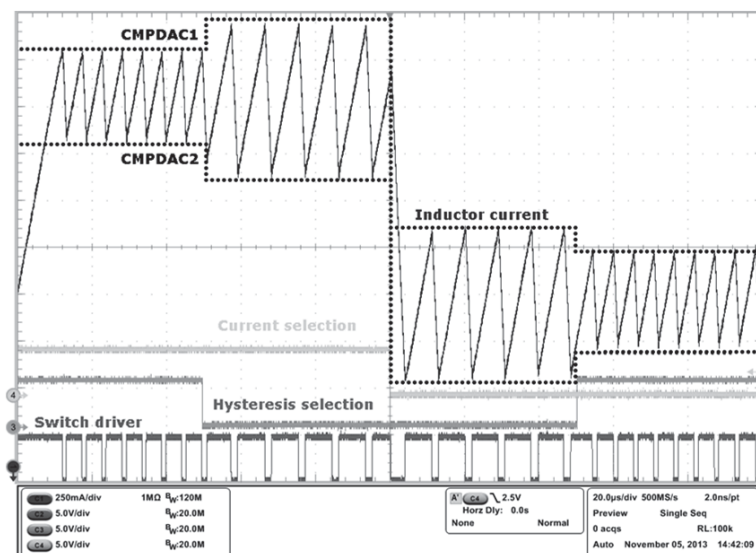 CMPDAC1
CMPDAC2
Inductor current
Current selection
Hysteresis selection
Switch driver
4
3
250mA/div 1MΩ BW:120M
C2 5.0V/div BW:20.0M
C3 5.0V/div BW:20.0M
C4 5.0V/div BW:20.0M
A' C4 2.5V
Horz Dly: 0.0s
None Normal
20.0µs/div 500MS/s 2.0ns/pt
Preview Single Seq
0 acqs RL:100k
Auto November 05, 2013 14:42:09